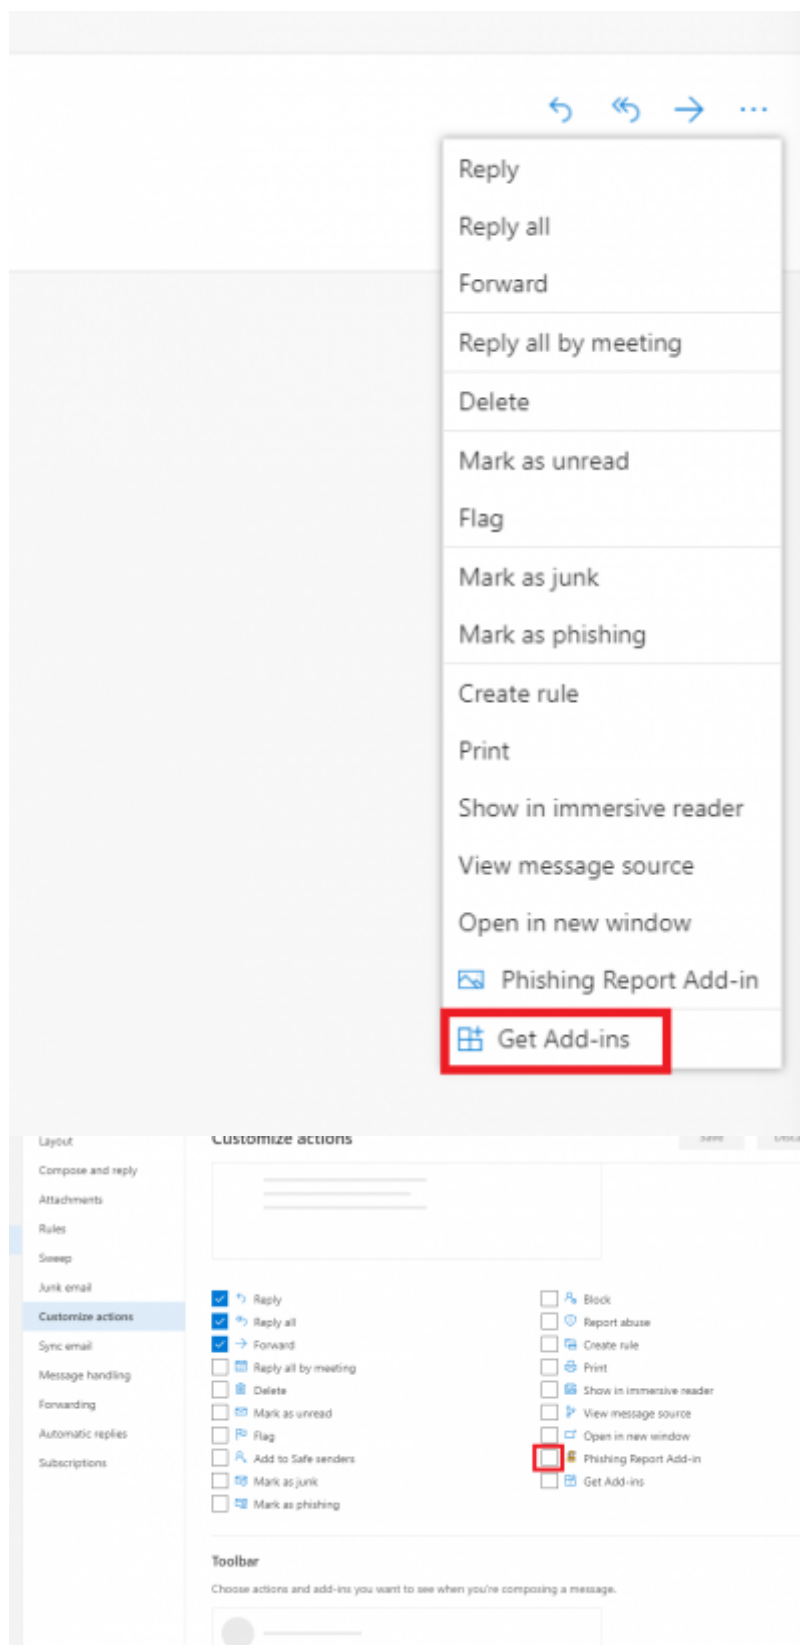 Reply
Reply all
Forward
Reply all by meeting
Delete
Mark as unread
Flag
Mark as junk
Mark as phishing
Create rule
Print
Show in immersive reader
View message source
Open in new window
Phishing Report Add-in
Get Add-ins
Layout
Compose and reply
Attachments
Rules
Sweep
Junk email
Customize actions
Sync email
Message handling
Forwarding
Automatic replies
Subscriptions
Customize actions
Save
Reply
Reply all
Forward
Reply all by meeting
Delete
Mark as unread
Flag
Add to Safe senders
Mark as junk
Mark as phishing
Block
Report abuse
Create rule
Print
Show in immersive reader
View message source
Open in new window
Phishing Report Add-in
Get Add-ins
Toolbar
Choose actions and add-ins you want to see when you're composing a message.